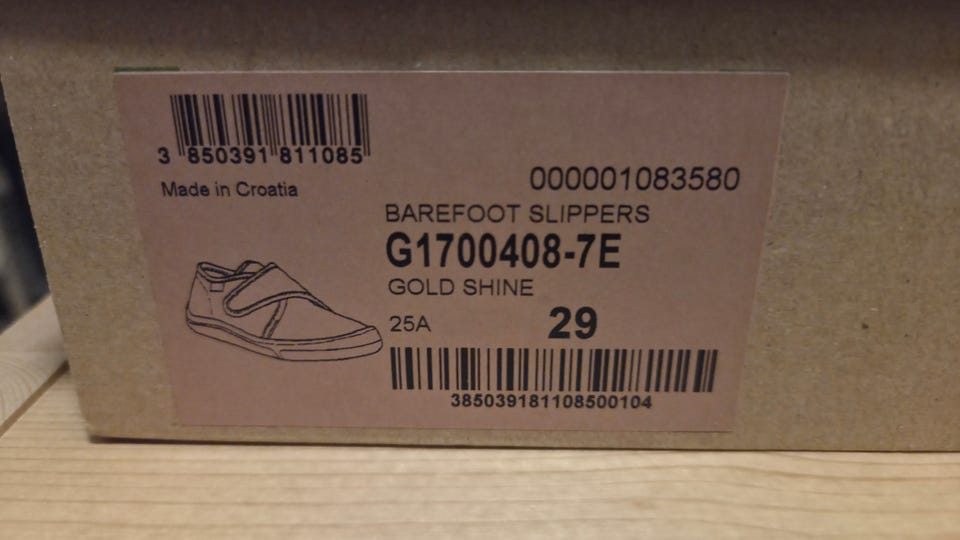 3 850391 811085
Made in Croatia
000001083580
BAREFOOT SLIPPERS
G1700408-7E
GOLD SHINE
25A 29
385039181108500104